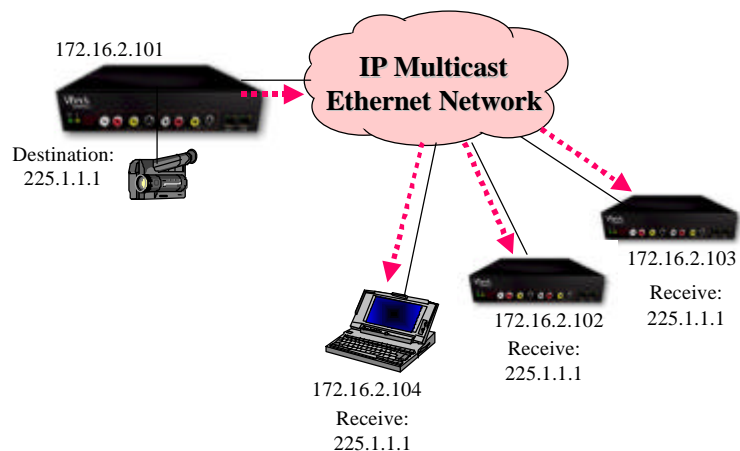 172.16.2.101
IP Multicast
Ethernet Network
Destination:
225.1.1.1
172.16.2.103
Receive:
225.1.1.1
172.16.2.102
Receive:
225.1.1.1
172.16.2.104
Receive:
225.1.1.1